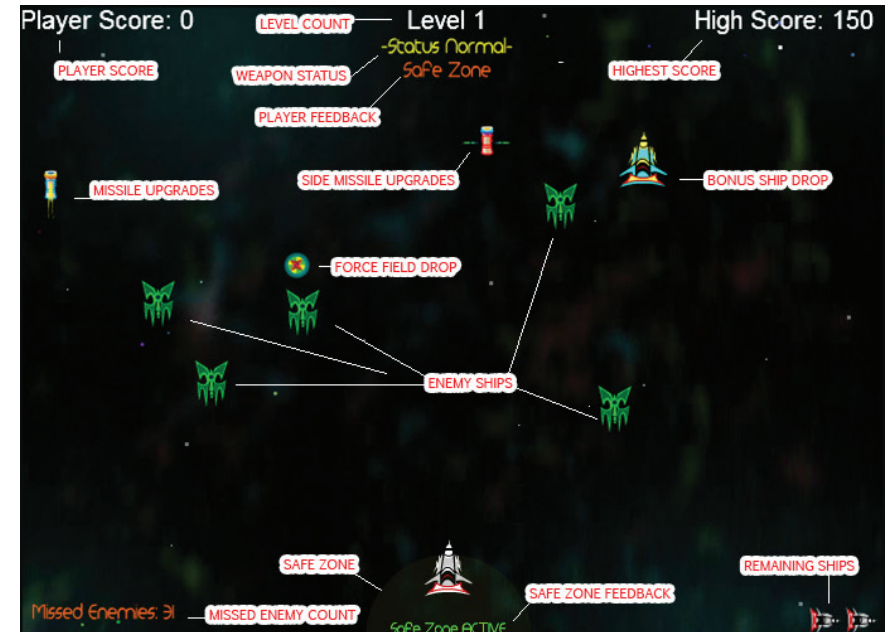 Player Score: 0
LEVEL COUNT
Level 1
High Score: 150
-Status Normal-
PLAYER SCORE
WEAPON STATUS
Safe Zone
HIGHEST SCORE
PLAYER FEEDBACK
MISSILE UPGRADES
SIDE MISSILE UPGRADES
BONUS SHIP DROP
FORCE FIELD DROP
ENEMY SHIPS
SAFE ZONE
REMAINING SHIPS
SAFE ZONE FEEDBACK
Missed Enemies: 31
MISSED ENEMY COUNT
Safe Zone ACTIVE